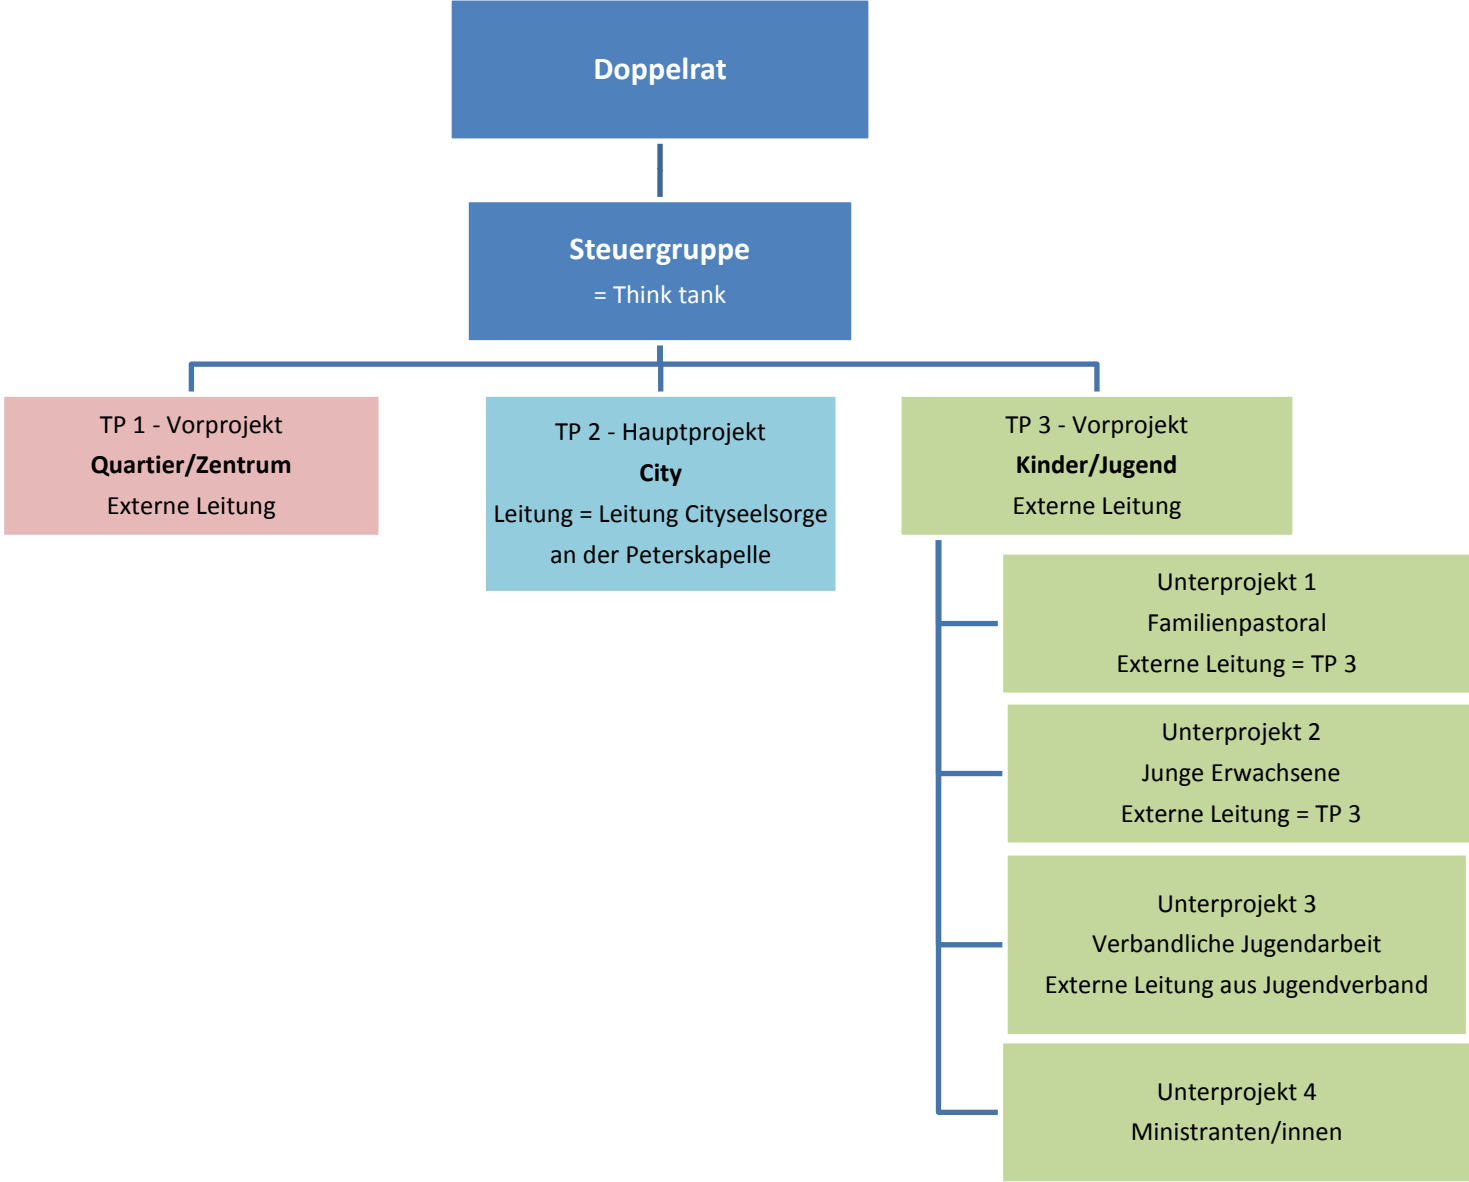 Doppelrat
Steuergruppe
= Think tank
TP 1 - Vorprojekt
Quartier/Zentrum
Externe Leitung
TP 2 - Hauptprojekt
City
Leitung = Leitung Cityseelsorge
an der Peterskapelle
TP 3 - Vorprojekt
Kinder/Jugend
Externe Leitung
Unterprojekt 1
Familienpastoral
Externe Leitung = TP 3
Unterprojekt 2
Junge Erwachsene
Externe Leitung = TP 3
Unterprojekt 3
Verbandliche Jugendarbeit
Externe Leitung aus Jugendverband
Unterprojekt 4
Ministranten/innen